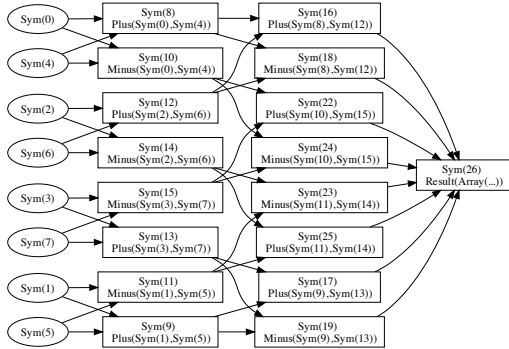 Sym(0)
Sym(4)
Sym(2)
Sym(6)
Sym(3)
Sym(7)
Sym(1)
Sym(5)
Sym(8)
Plus(Sym(0),Sym(4))
Sym(10)
Minus(Sym(0),Sym(4))
Sym(12)
Plus(Sym(2),Sym(6))
Sym(14)
Minus(Sym(2),Sym(6))
Sym(15)
Minus(Sym(3),Sym(7))
Sym(13)
Plus(Sym(3),Sym(7))
Sym(11)
Minus(Sym(1),Sym(5))
Sym(9)
Plus(Sym(1),Sym(5))
Sym(16)
Plus(Sym(8),Sym(12))
Sym(18)
Minus(Sym(8),Sym(12))
Sym(22)
Plus(Sym(10),Sym(15))
Sym(24)
Minus(Sym(10),Sym(15))
Sym(23)
Minus(Sym(11),Sym(14))
Sym(25)
Plus(Sym(11),Sym(14))
Sym(17)
Plus(Sym(9),Sym(13))
Sym(19)
Minus(Sym(9),Sym(13))
Sym(26)
Result(Array(...))